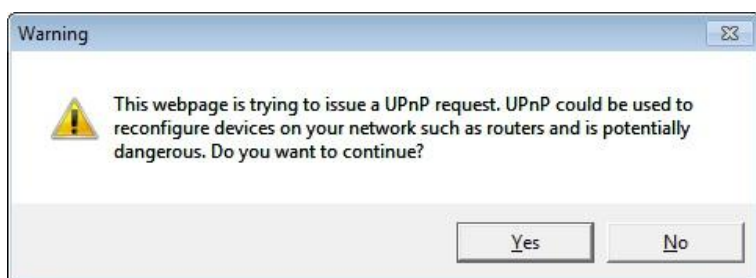 Warning
This webpage is trying to issue a UPnP request. UPnP could be used to
reconfigure devices on your network such as routers and is potentially
dangerous. Do you want to continue?
Yes
No